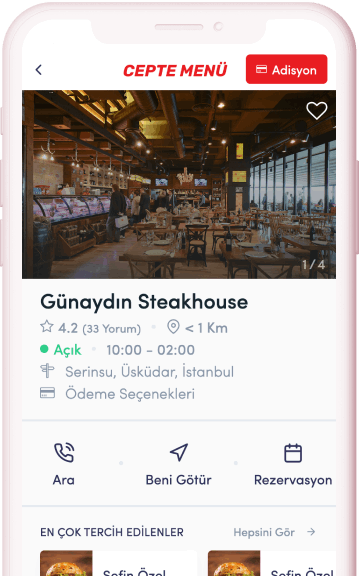 CEPTE MENÜ
Adisyon
1 / 4
Günaydın Steakhouse
4.2 (33 Yorum)
< 1 Km
Açık
10:00 - 02:00
Serinsu, Üsküdar, İstanbul
Ödeme Seçenekleri
Ara
Beni Götür
Rezervasyon
EN ÇOK TERCİH EDİLENLER
Hepsini Gör
Şefin Özel
Şefin Özel